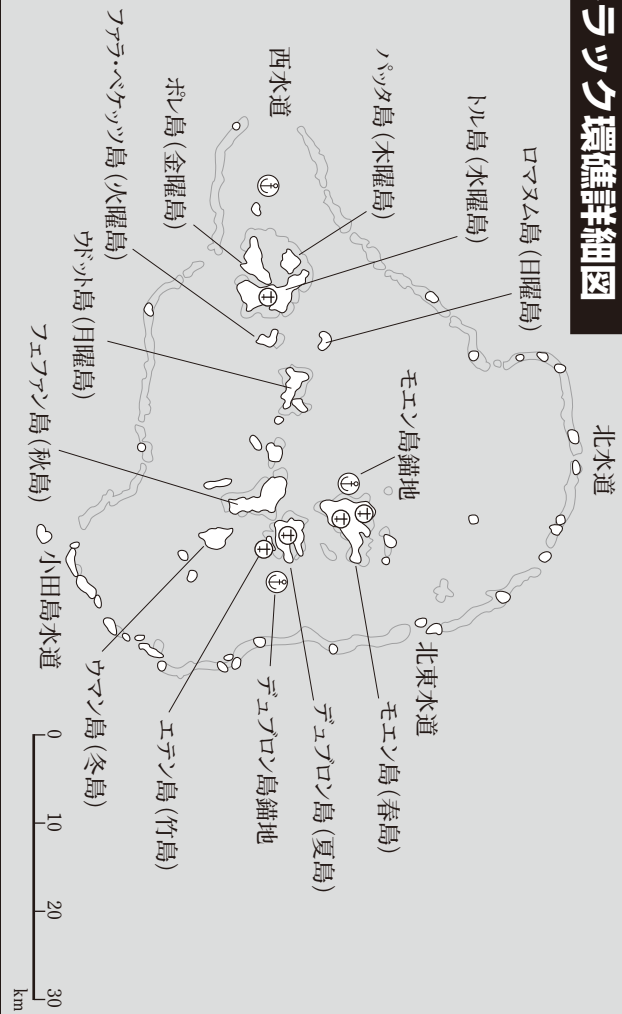 ラック環礁詳細図
北水道
ロマヌム島（日曜島）
トル島（水曜島）
パッタ島（木曜島）
西水道
ポレ島（金曜島）
ファラ・ベケッツ島（火曜島）
ウドット島（月曜島）
フェファン島（秋島）
モエン島錨地
北東水道
モエン島（春島）
デュブロン島（夏島）
デュブロン島錨地
エテン島（竹島）
ウマン島（冬島）
小田島水道
0 10 20 30
km